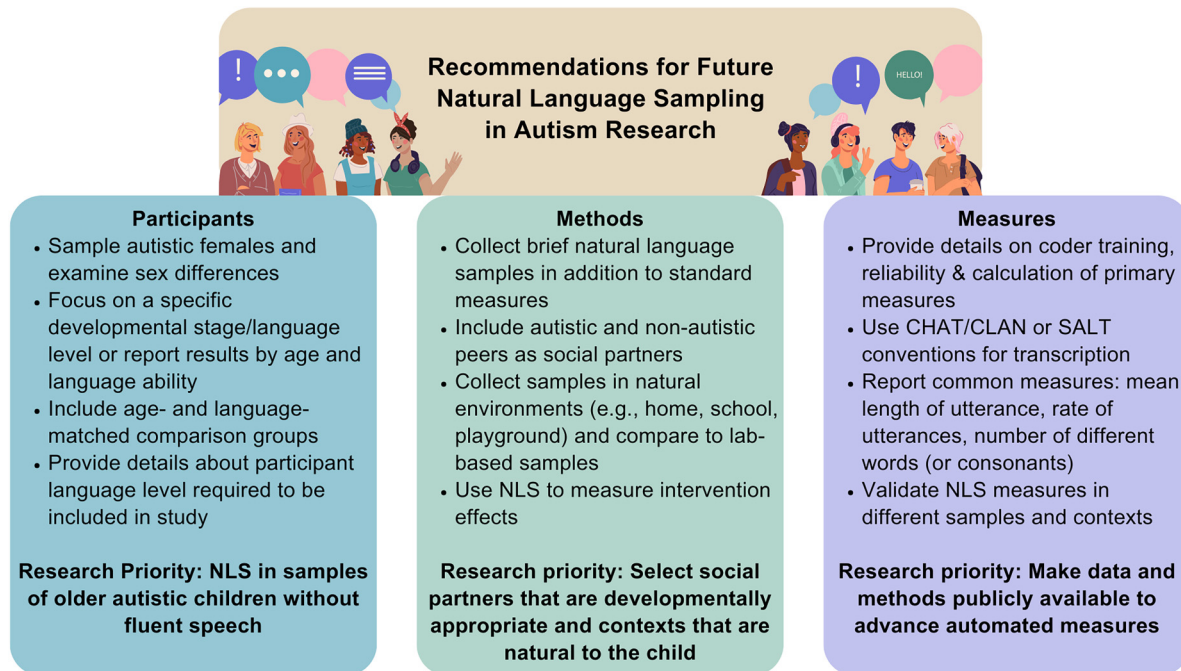 Recommendations for Future
Natural Language Sampling
in Autism Research
!
HELLO!
!
Participants
• Sample autistic females and
examine sex differences
• Focus on a specific
developmental stage/language
level or report results by age and
language ability
• Include age- and language-
matched comparison groups
• Provide details about participant
language level required to be
included in study
Research Priority: NLS in samples
of older autistic children without
fluent speech
Methods
• Collect brief natural language
samples in addition to standard
measures
• Include autistic and non-autistic
peers as social partners
• Collect samples in natural
environments (e.g., home, school,
playground) and compare to lab-
based samples
• Use NLS to measure intervention
effects
Research priority: Select social
partners that are developmentally
appropriate and contexts that are
natural to the child
Measures
• Provide details on coder training,
reliability & calculation of primary
measures
• Use CHAT/CLAN or SALT
conventions for transcription
• Report common measures: mean
length of utterance, rate of
utterances, number of different
words (or consonants)
• Validate NLS measures in
different samples and contexts
Research priority: Make data and
methods publicly available to
advance automated measures